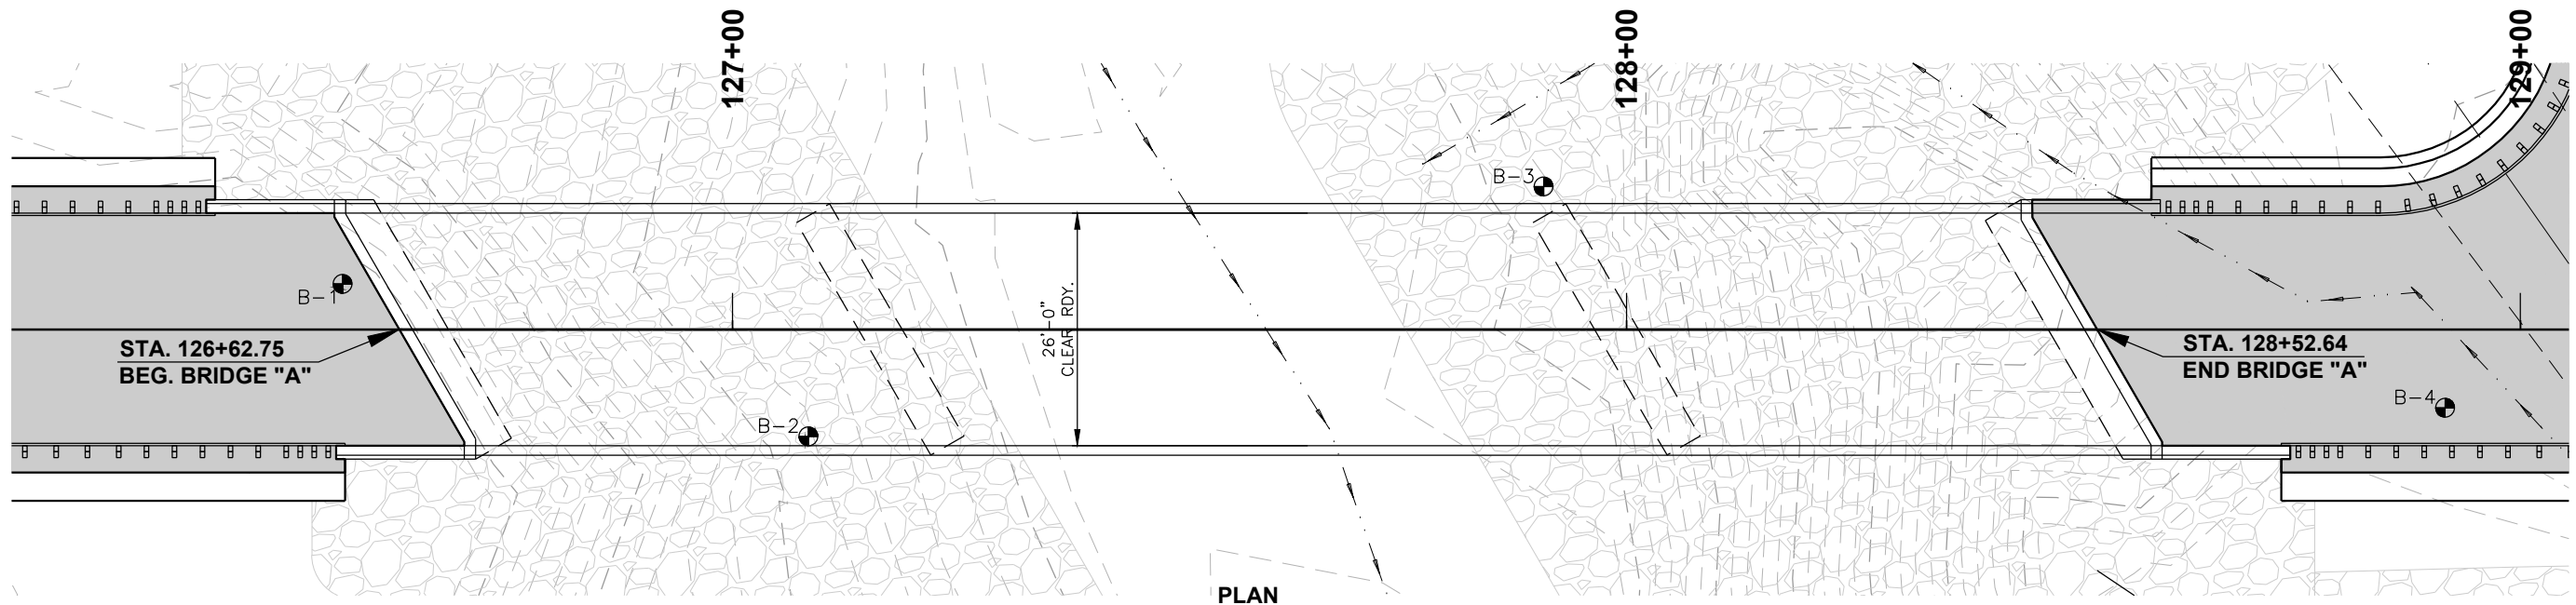 127+00
128+00
129+00
B-3
B-1
26'-0"
CLEAR RDY.
STA. 126+62.75
BEG. BRIDGE "A"
STA. 128+52.64
END BRIDGE "A"
B-4
B-2
PLAN